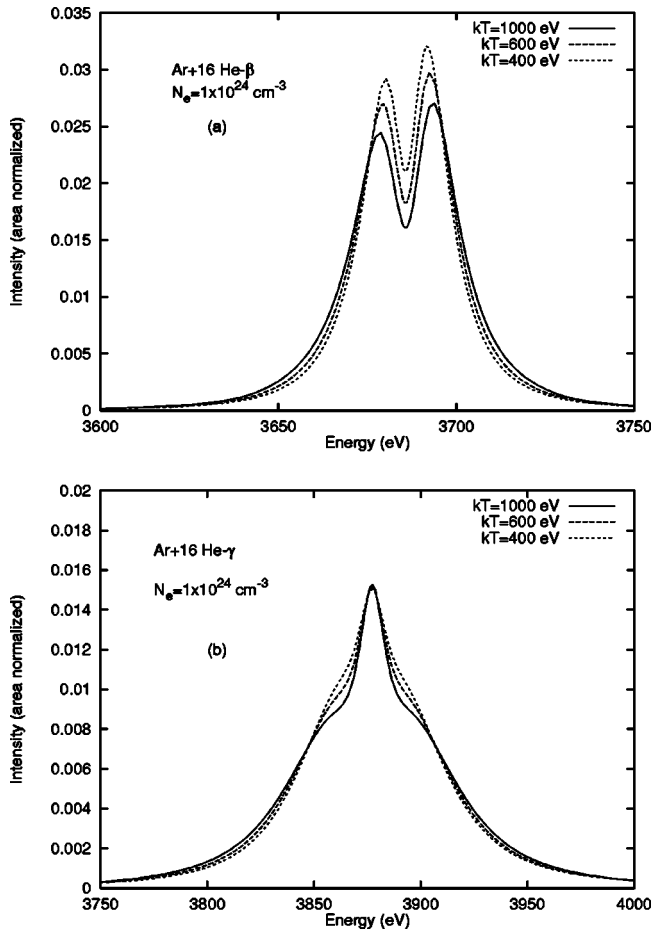 kT=1000 eV
kT=600 eV
kT=400 eV
Ar+16 He-β
N_e=1x10^24 cm^-3
(a)
Intensity (area normalized)
0.035
0.03
0.025
0.02
0.015
0.01
0.005
0
3600 3650 3700 3750
Energy (eV)
kT=1000 eV
kT=600 eV
kT=400 eV
Ar+16 He-γ
N_e=1x10^24 cm^-3
(b)
Intensity (area normalized)
0.02
0.018
0.016
0.014
0.012
0.01
0.008
0.006
0.004
0.002
0
3750 3800 3850 3900 3950 4000
Energy (eV)